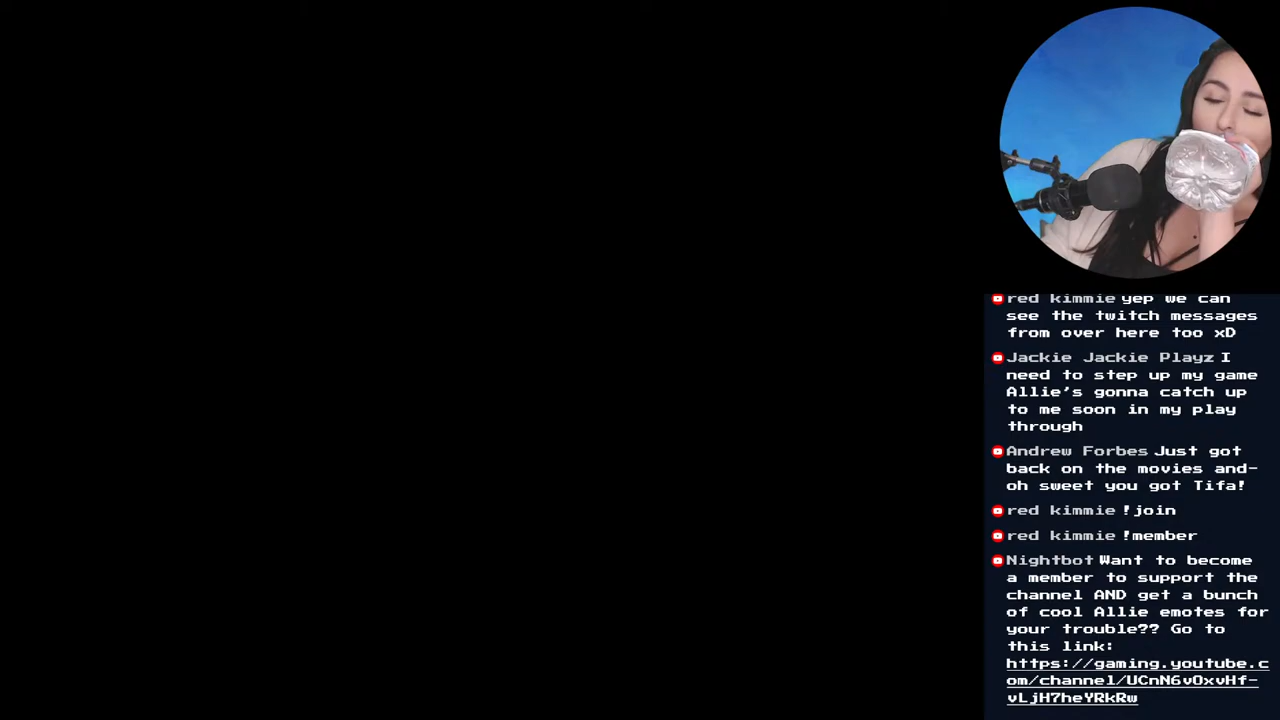 red kimmie yep we can
see the twitch messages
from over here too xD
Jackie Jackie Playz I
need to step up my game
Allie's gonna catch up
to me soon in my play
through
Andrew Forbes Just got
back on the movies and-
oh sweet you got Tifa!
red kimmie !join
red kimmie !member
Nightbot Want to become
a member to support the
channel AND get a bunch
of cool Allie emotes for
your trouble?? Go to
this link:
https://gaming.youtube.c
om/channel/UCnN6vOxvHf-
vLjH7heYRkRw